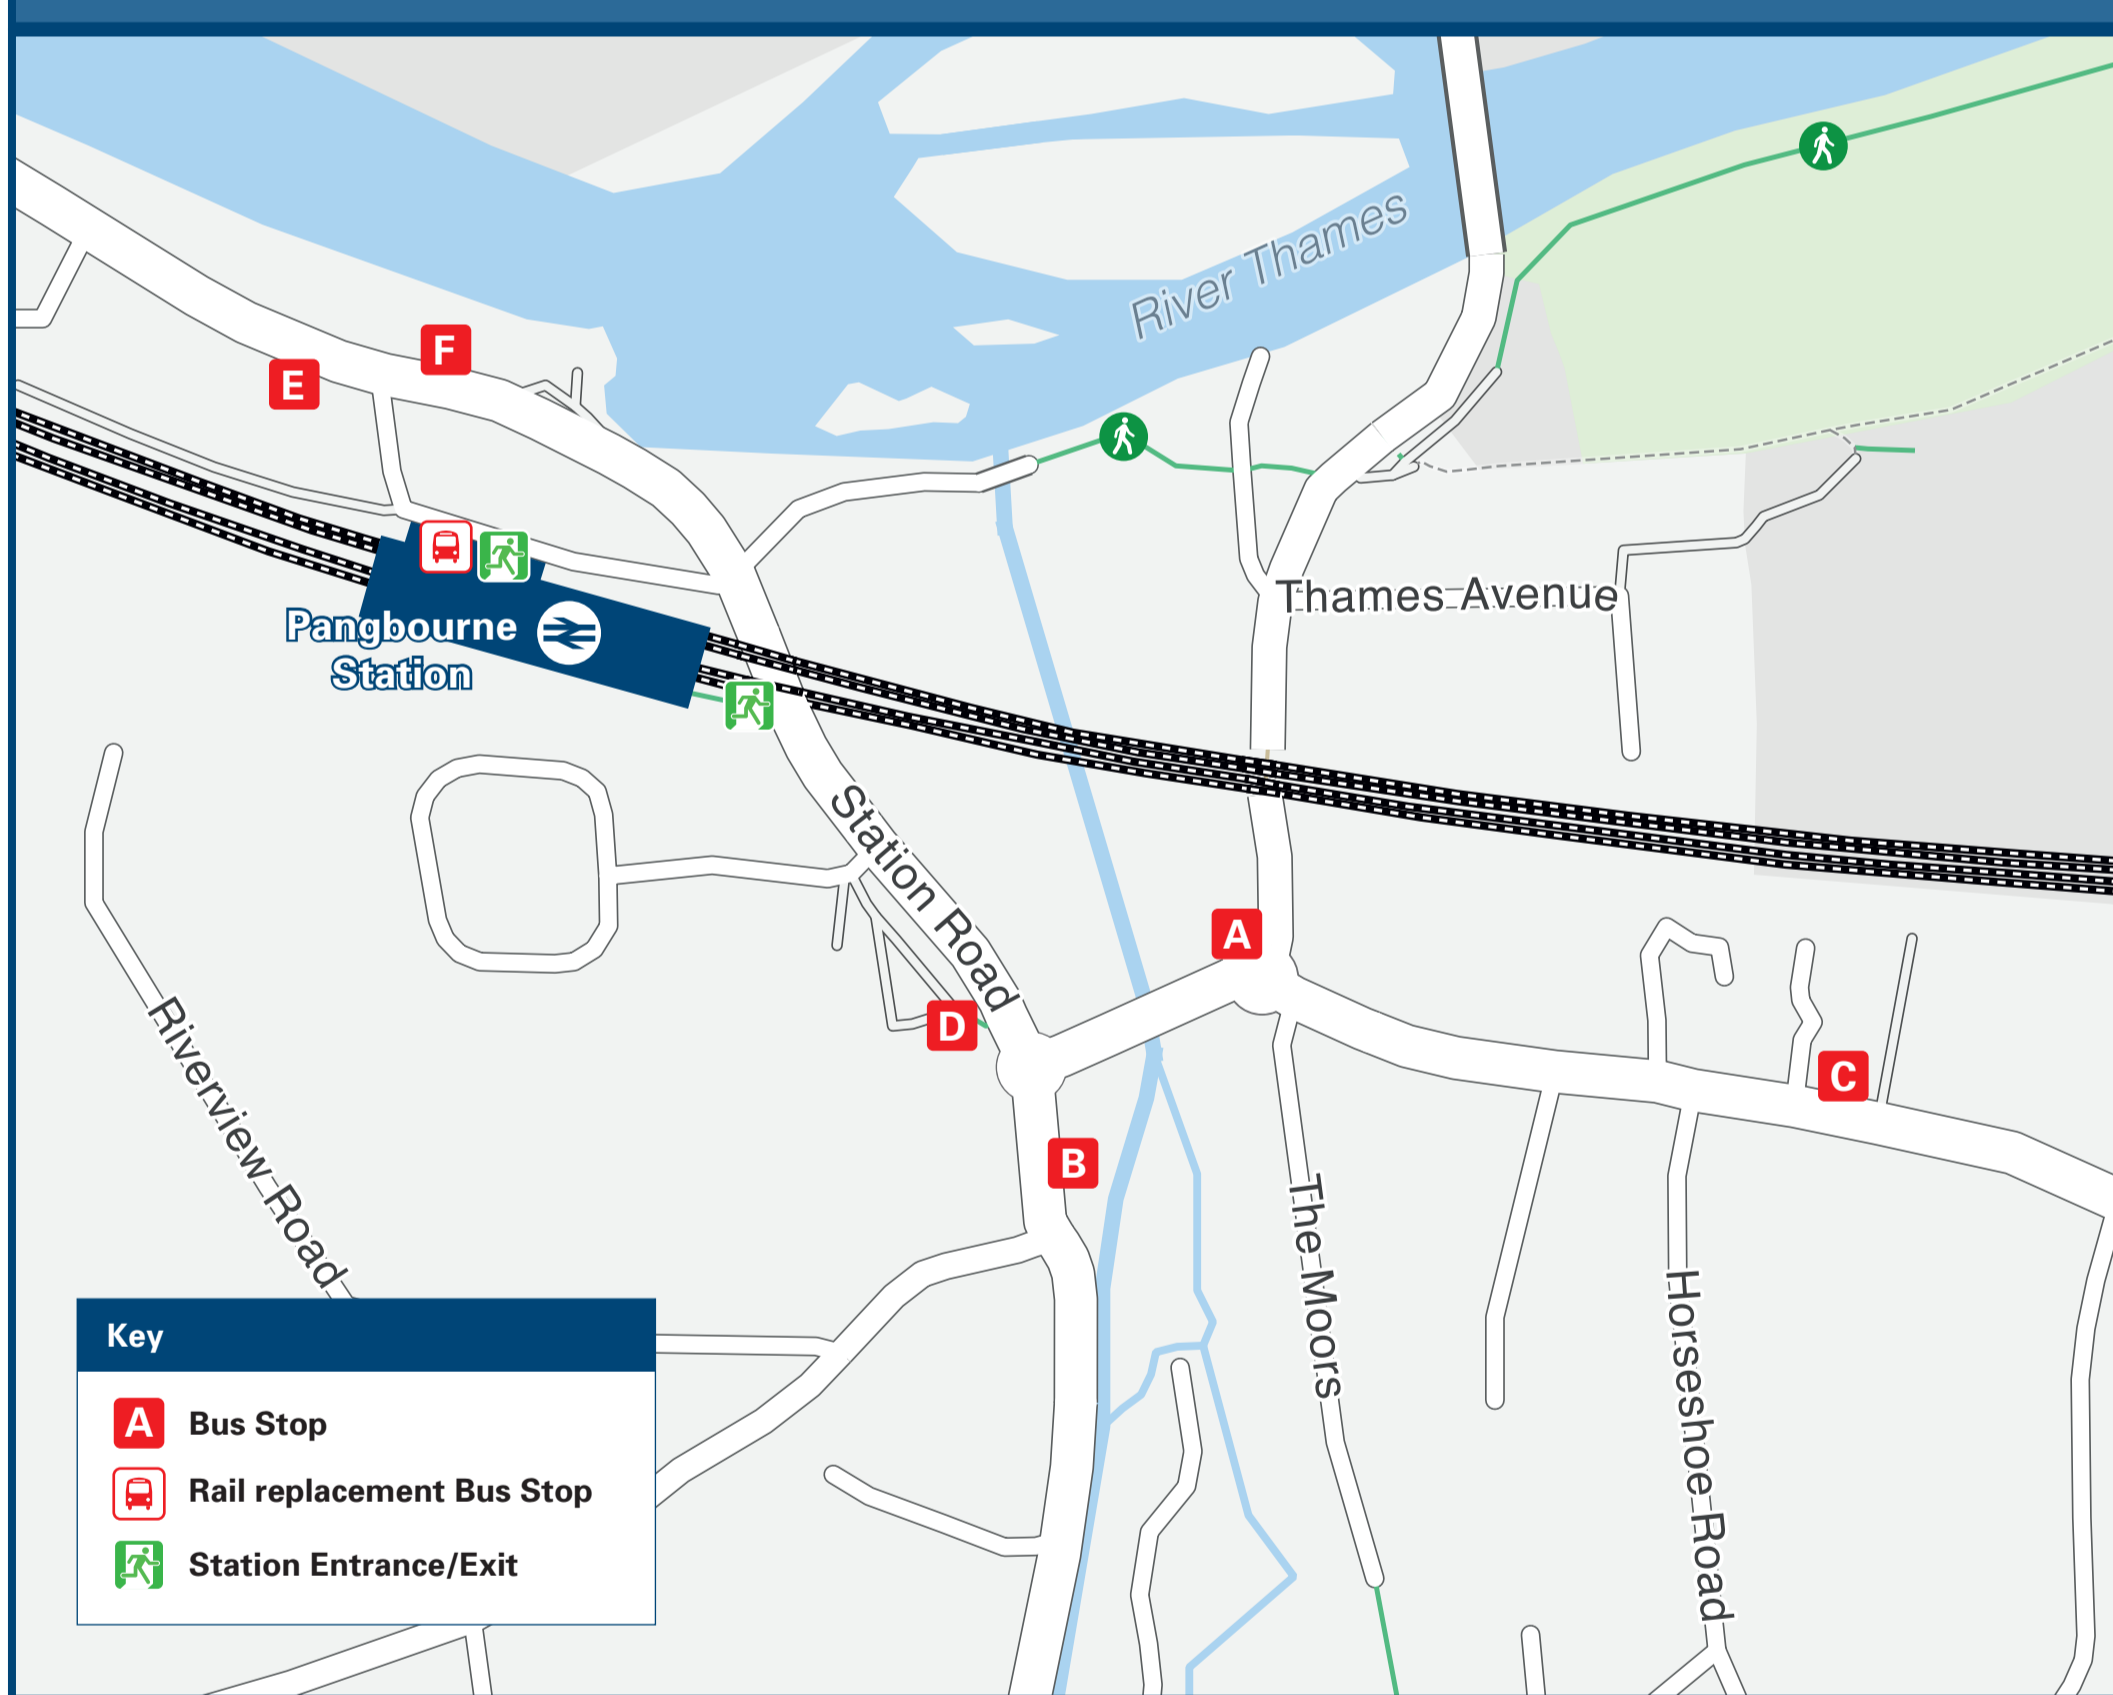 River Thames
F
E
Thames Avenue
Pangbourne
Station
Station Road
A
D
C
B
Riverview Road
The Moors
Horseshoe Road
Key
A Bus Stop
Rail replacement Bus Stop
Station Entrance/Exit